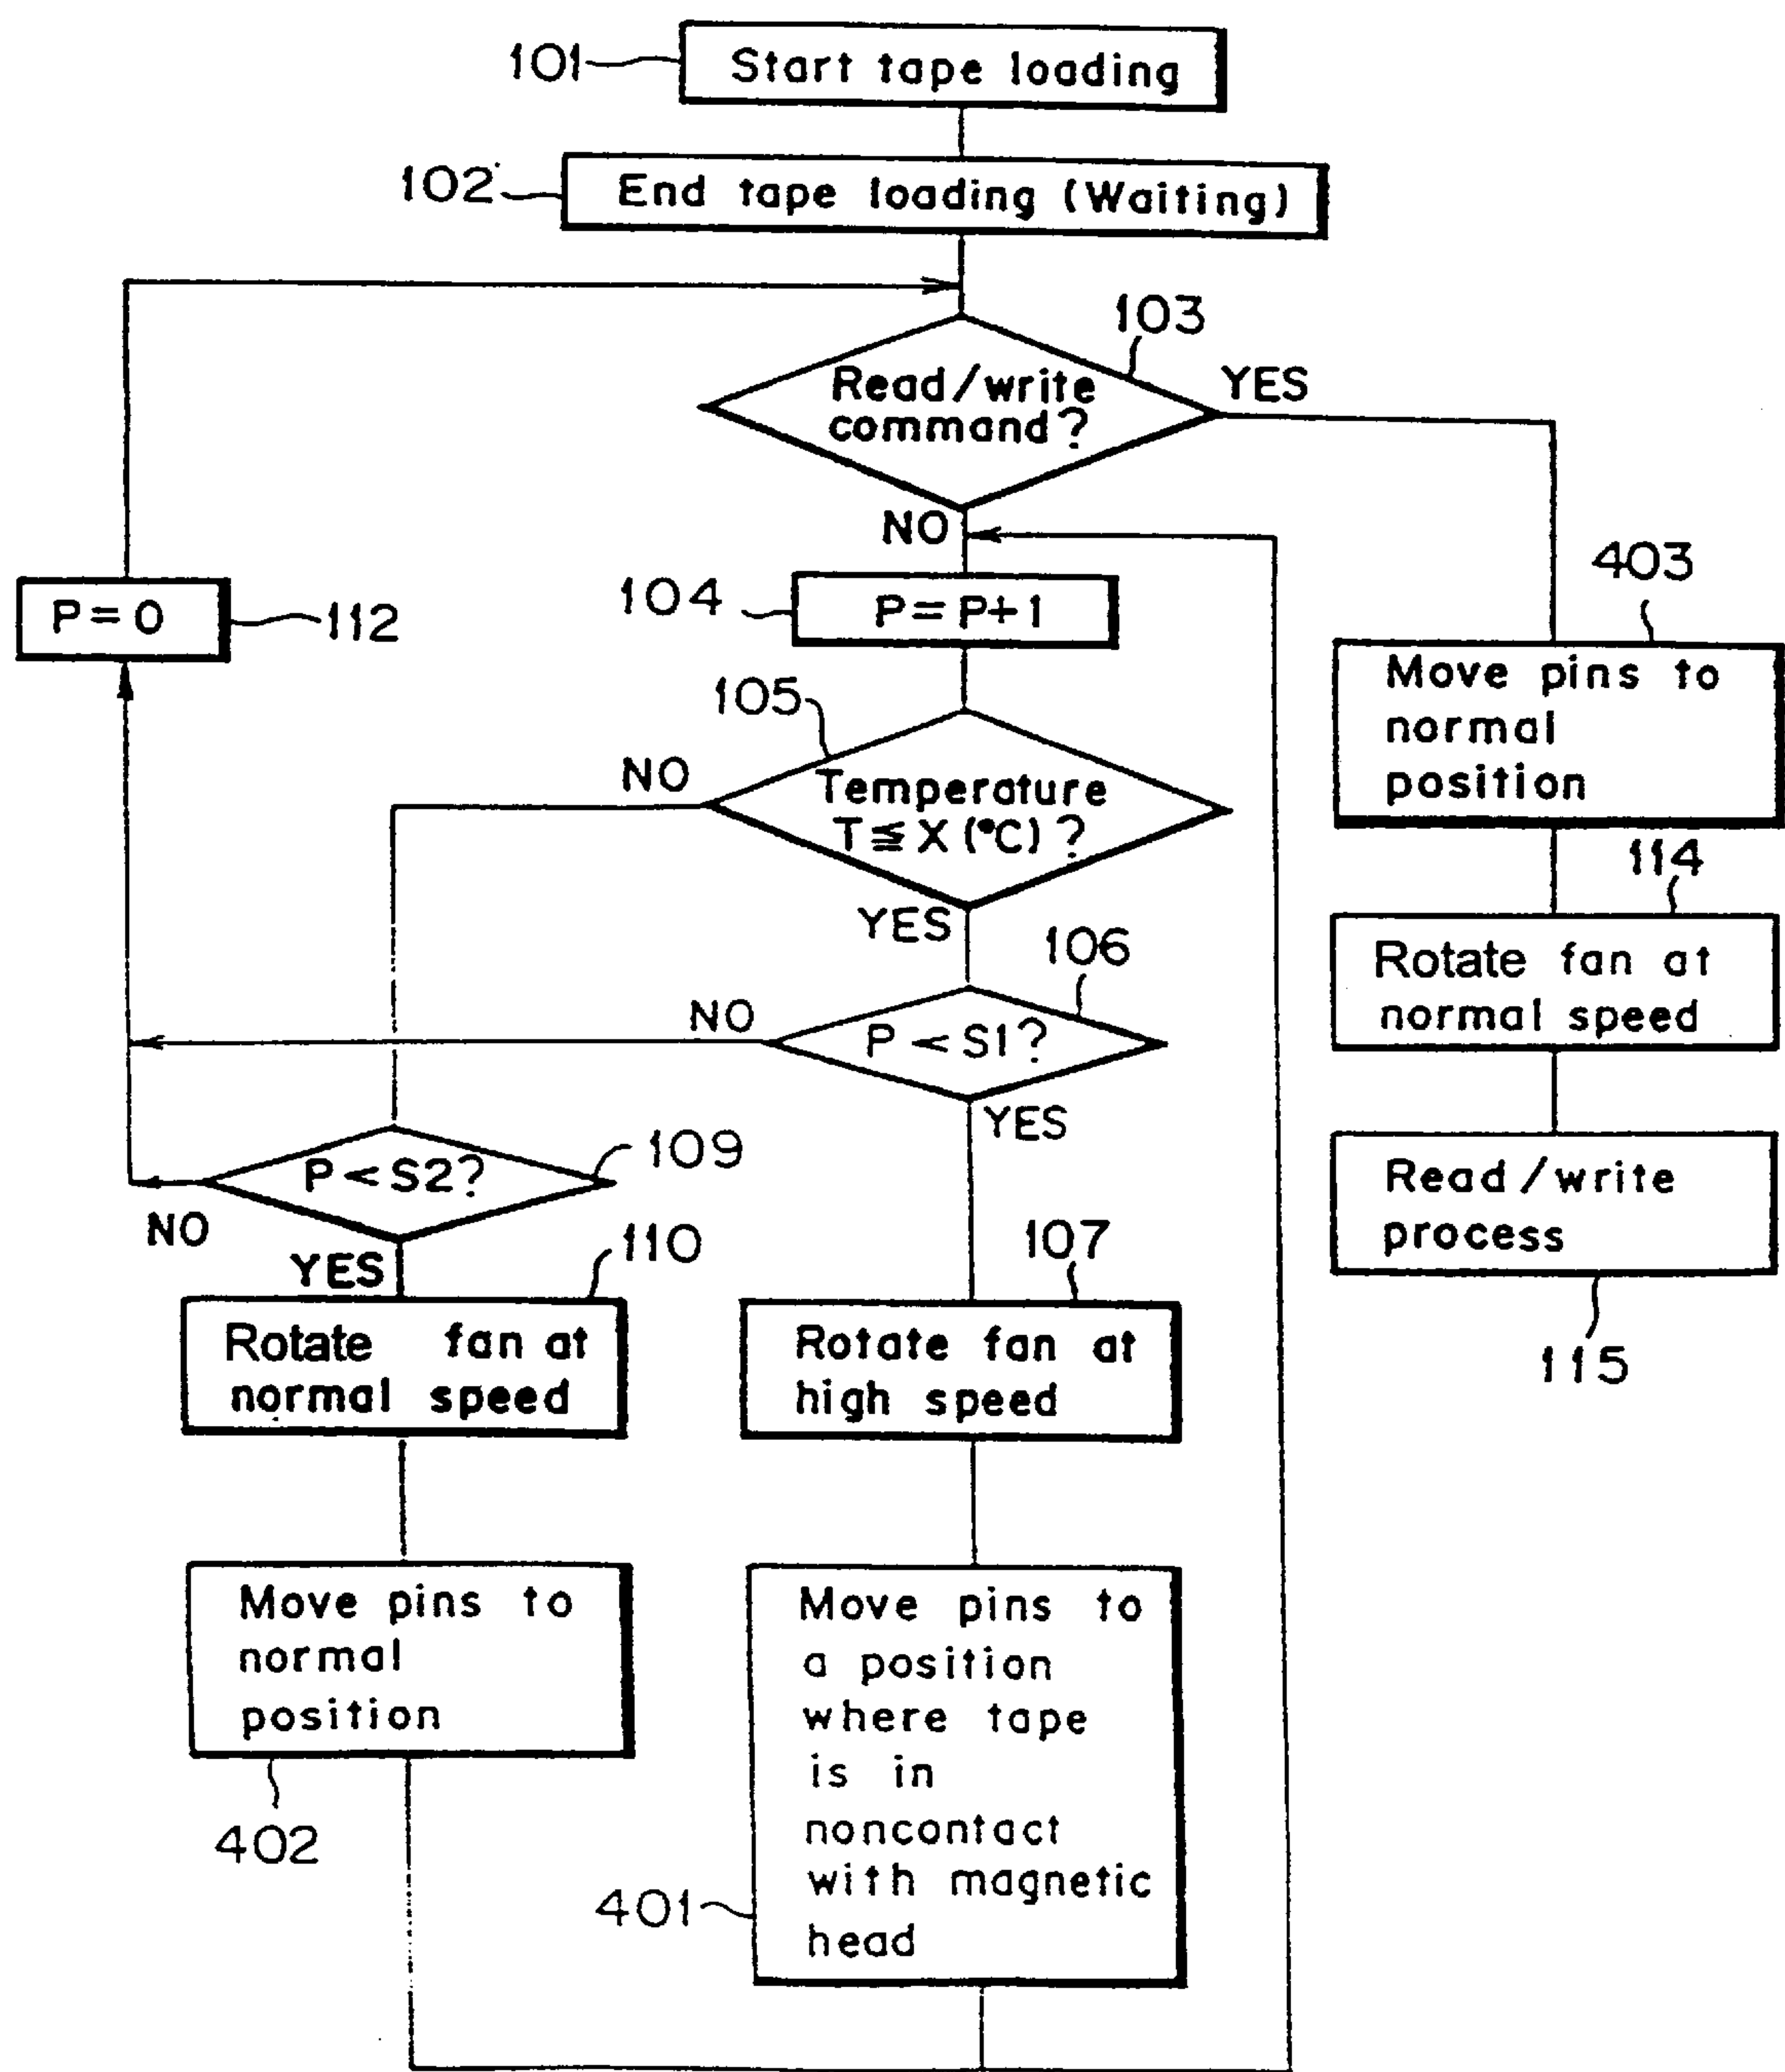 101
Start tape loading
102
End tape loading (Waiting)
103
Read/write
command?
YES
NO
403
P=0
112
104
P=P+1
Move pins to
normal
position
105
NO
Temperature
T≦X (°C)?
YES
114
Rotate fan at
normal speed
106
NO
P<S1?
YES
109
P<S2?
NO
YES
Read/write
process
115
110
Rotate fan at
normal speed
107
Rotate fan at
high speed
Move pins to
normal
position
402
Move pins to
a position
where tape
is in
noncontact
with magnetic
head
401